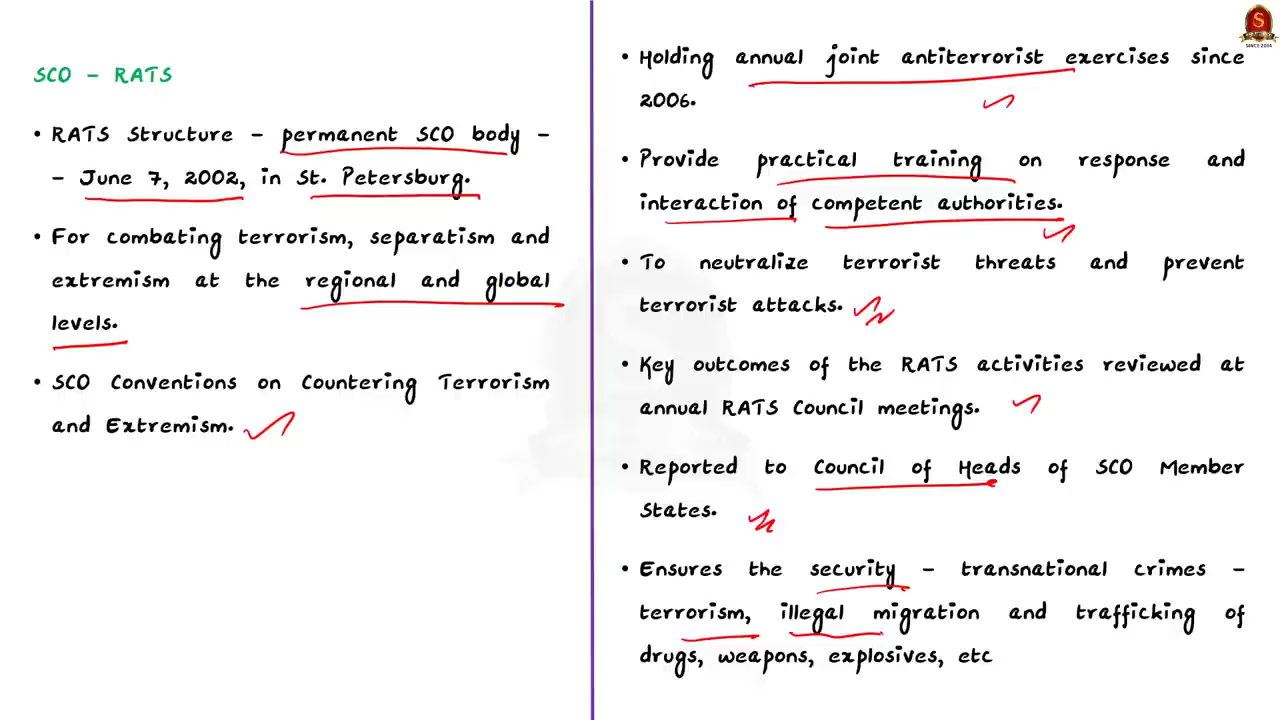 SCO – RATS
• RATS Structure – permanent SCO body –
– June 7, 2002, in St. Petersburg.
• For combating terrorism, separatism and
extremism at the regional and global
levels.
• SCO Conventions on Countering Terrorism
and Extremism.
• Holding annual joint antiterrorist exercises since
2006.
• Provide practical training on response and
interaction of competent authorities.
• To neutralize terrorist threats and prevent
terrorist attacks.
• Key outcomes of the RATS activities reviewed at
annual RATS Council meetings.
• Reported to Council of Heads of SCO Member
States.
• Ensures the security – transnational crimes –
terrorism, illegal migration and trafficking of
drugs, weapons, explosives, etc
S
SINCE 2004